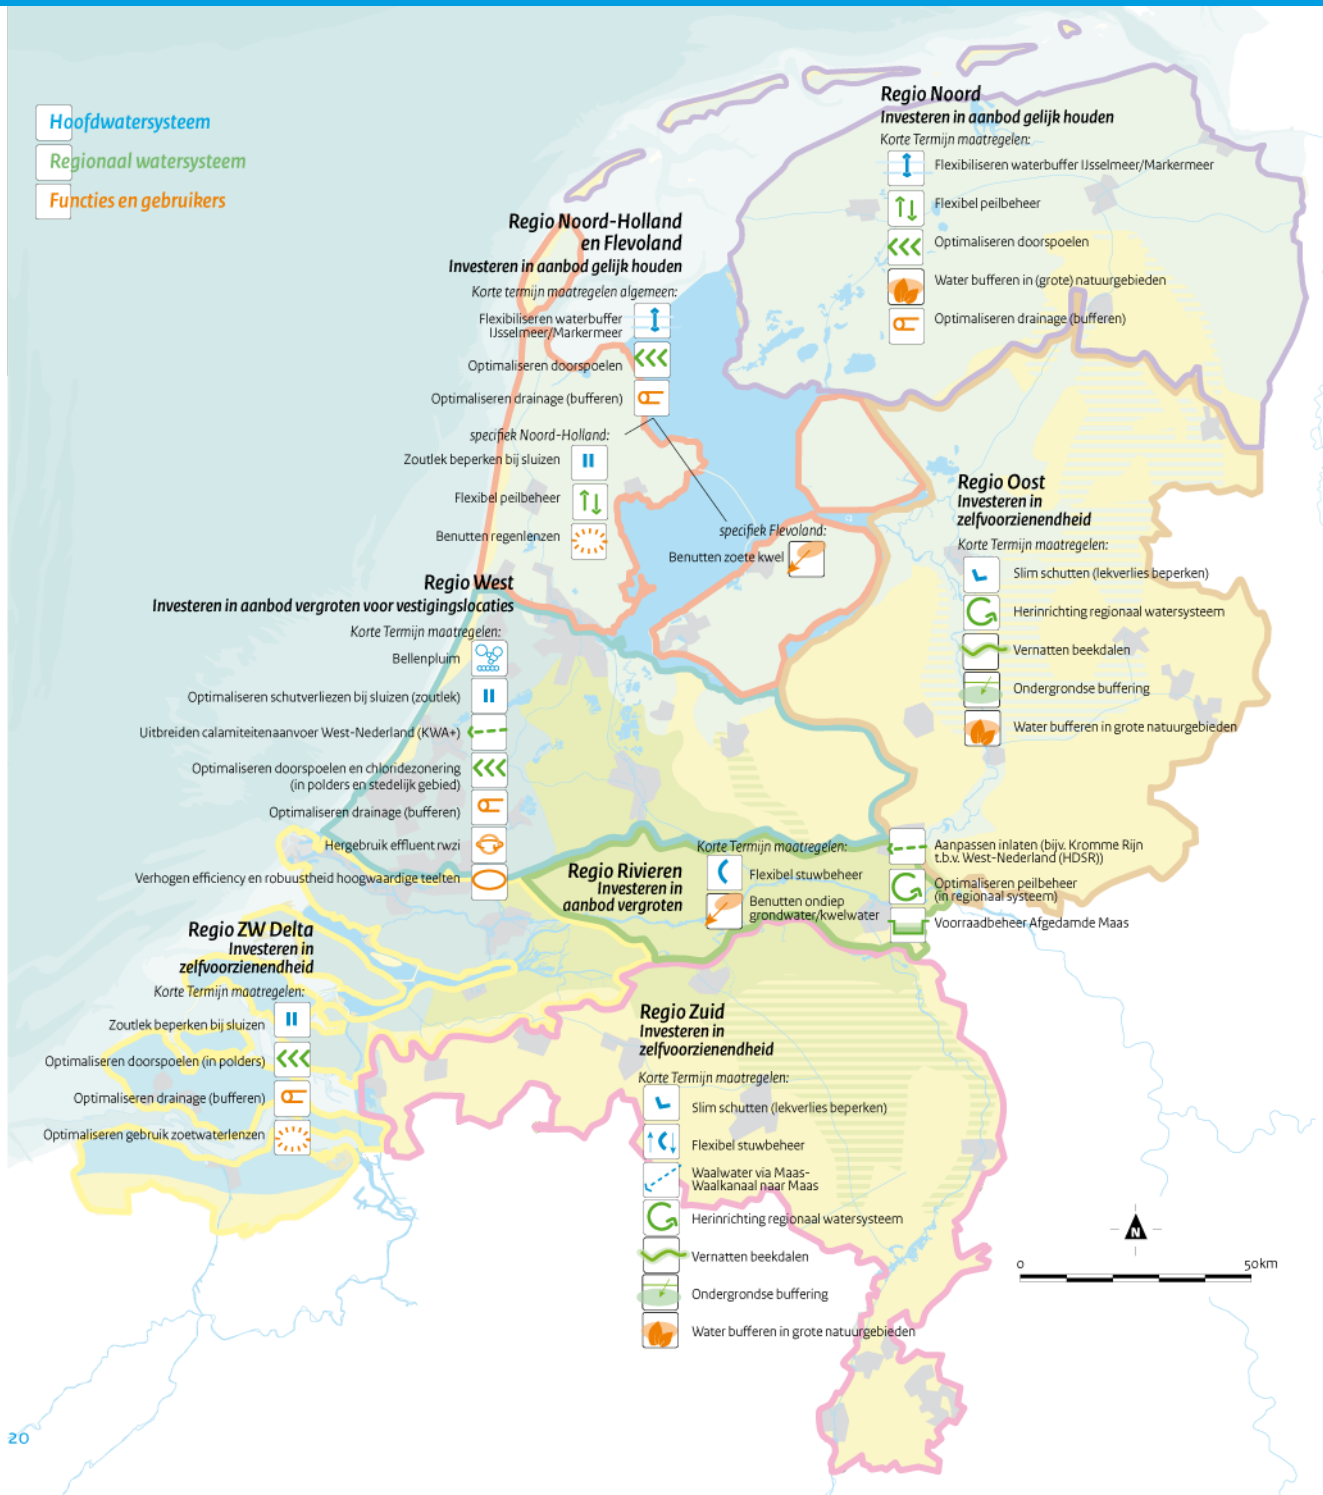 Hoofdwatersysteem
Regionaal watersysteem
Functies en gebruikers
Regio Noord
Investeren in aanbod gelijk houden
Korte Termijn maatregelen:
Flexibiliseren waterbuffer IJsselmeer/Markermeer
Flexibel peilbeheer
Optimaliseren doorspoelen
Water bufferen in (grote) natuurgebieden
Optimaliseren drainage (bufferen)
Regio Noord-Holland
en Flevoland
Investeren in aanbod gelijk houden
Korte termijn maatregelen algemeen:
Flexibiliseren waterbuffer
IJsselmeer/Markermeer
Optimaliseren doorspoelen
Optimaliseren drainage (bufferen)
specifiek Noord-Holland:
Zoutlek beperken bij sluizen
Flexibel peilbeheer
Benutten regenlenzen
specifiek Flevoland:
Benutten zoete kwel
Regio Oost
Investeren in
zelfvoorzienendheid
Korte Termijn maatregelen:
Slim schutten (lekverlies beperken)
Herinrichting regionaal watersysteem
Vernatten beekdalen
Ondergrondse buffering
Water bufferen in grote natuurgebieden
Regio West
Investeren in aanbod vergroten voor vestigingslocaties
Korte Termijn maatregelen:
Bellenpluim
Optimaliseren schutverliezen bij sluizen (zoutlek)
Uitbreiden calamiteitenaanvoer West-Nederland (KWA+)
Optimaliseren doorspoelen en chloridezonering
(in polders en stedelijk gebied)
Optimaliseren drainage (bufferen)
Hergebruik effluent rwzi
Verhogen efficiency en robuustheid hoogwaardige teelten
Regio Rivieren
Investeren in
aanbod vergroten
Korte Termijn maatregelen:
Flexibel stuwbeheer
Benutten ondiep
grondwater/kwelwater
Aanpassen inlaten (bijv. Kromme Rijn
t.b.v. West-Nederland (HDSR))
Optimaliseren peilbeheer
(in regionaal systeem)
Voorraadbeheer Afgedamde Maas
Regio ZW Delta
Investeren in
zelfvoorzienendheid
Korte Termijn maatregelen:
Zoutlek beperken bij sluizen
Optimaliseren doorspoelen (in polders)
Optimaliseren drainage (bufferen)
Optimaliseren gebruik zoetwaterlenzen
Regio Zuid
Investeren in
zelfvoorzienendheid
Korte Termijn maatregelen:
Slim schutten (lekverlies beperken)
Flexibel stuwbeheer
Waalwater via Maas-
Waalkanaal naar Maas
Herinrichting regionaal watersysteem
Vernatten beekdalen
Ondergrondse buffering
Water bufferen in grote natuurgebieden
N
0 50km
20